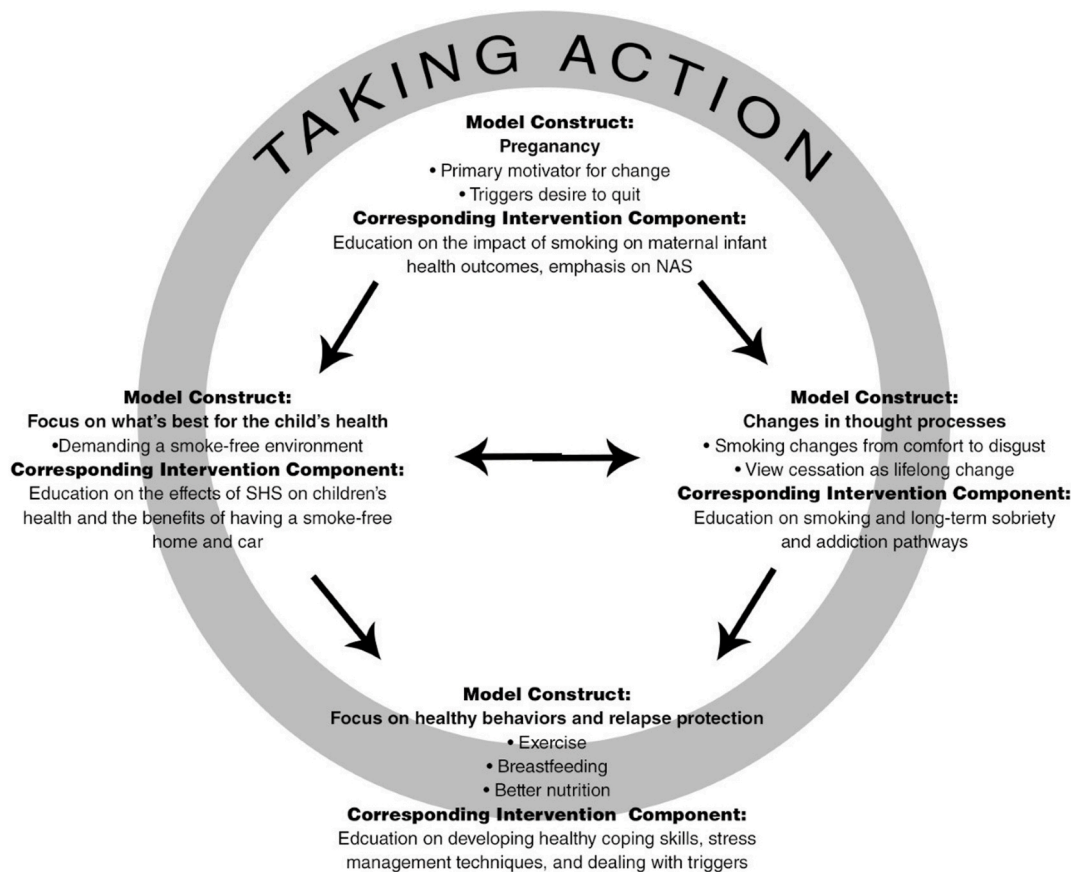 TAKING ACTION
Model Construct:
Preganancy
• Primary motivator for change
• Triggers desire to quit
Corresponding Intervention Component:
Education on the impact of smoking on maternal infant
health outcomes, emphasis on NAS
Model Construct:
Focus on what's best for the child's health
•Demanding a smoke-free environment
Corresponding Intervention Component:
Education on the effects of SHS on children's
health and the benefits of having a smoke-free
home and car
Model Construct:
Changes in thought processes
• Smoking changes from comfort to disgust
• View cessation as lifelong change
Corresponding Intervention Component:
Education on smoking and long-term sobriety
and addiction pathways
Model Construct:
Focus on healthy behaviors and relapse protection
• Exercise
• Breastfeeding
• Better nutrition
Corresponding Intervention Component:
Edcuation on developing healthy coping skills, stress
management techniques, and dealing with triggers